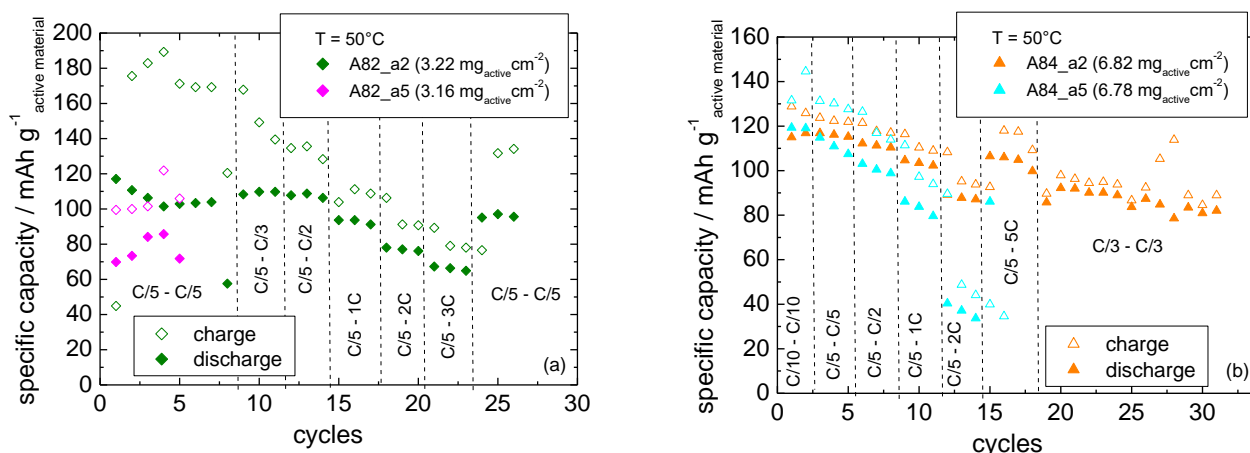 T = 50°C
A82_a2 (3.22 mg_active cm⁻²)
A82_a5 (3.16 mg_active cm⁻²)
specific capacity / mAh g⁻¹_active material
200
180
160
140
120
100
80
60
40
20
0
C/5 - C/5
C/5 - C/3
C/5 - C/2
C/5 - 1C
C/5 - 2C
C/5 - 3C
C/5 - C/5
charge
discharge
(a)
0 5 10 15 20 25 30
cycles
T = 50°C
A84_a2 (6.82 mg_active cm⁻²)
A84_a5 (6.78 mg_active cm⁻²)
specific capacity / mAh g⁻¹_active material
160
140
120
100
80
60
40
20
0
C/10 - C/10
C/5 - C/5
C/5 - C/2
C/5 - 1C
C/5 - 2C
C/5 - 5C
C/3 - C/3
charge
discharge
(b)
0 5 10 15 20 25 30
cycles